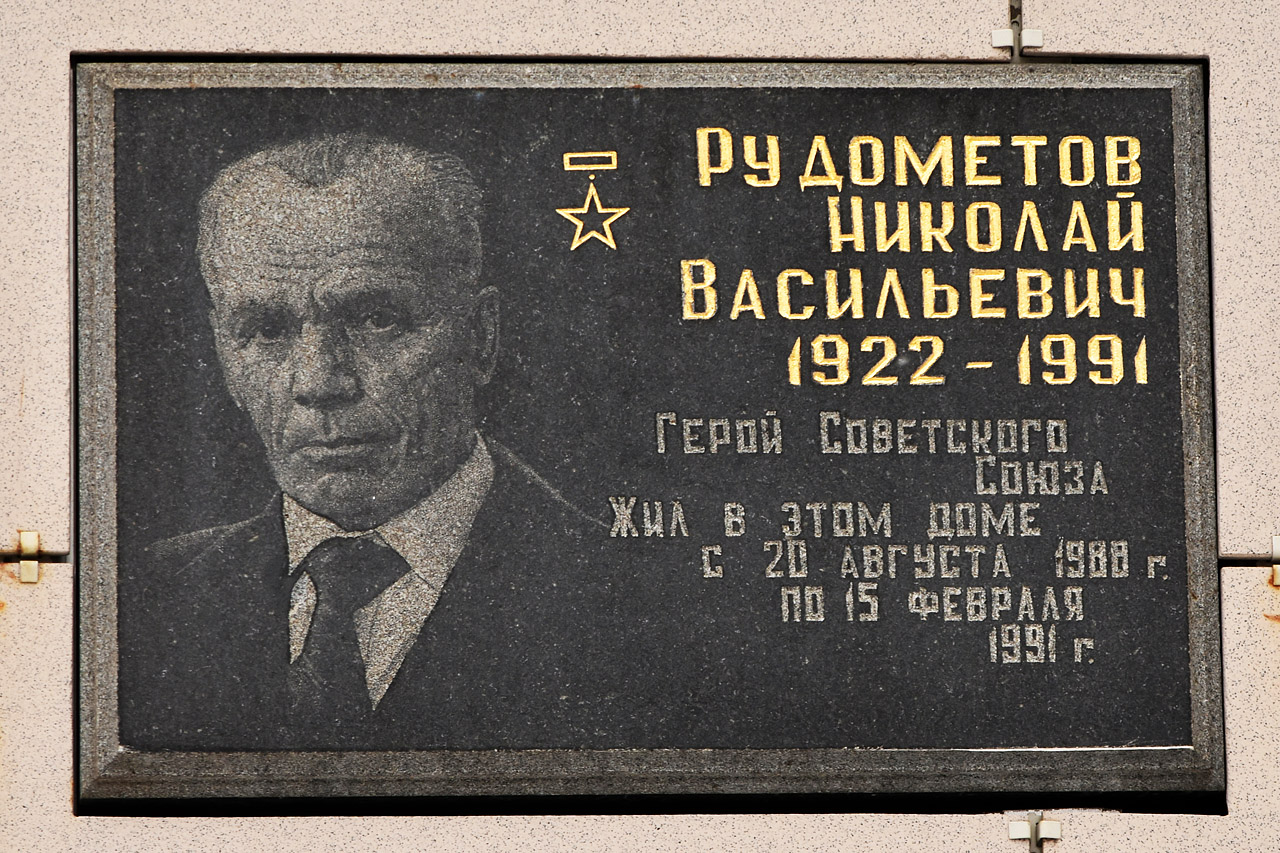 Рудометов
Николай
Васильевич
1922 - 1991
Герой Советского
Союза
Жил в этом доме
с 20 августа 1988 г.
по 15 февраля
1991 г.